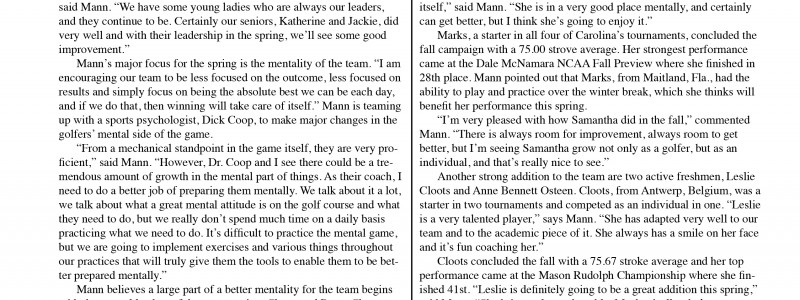 said Mann. “We have some young ladies who are always our leaders,
and they continue to be. Certainly our seniors, Katherine and Jackie, did
very well and with their leadership in the spring, we’ll see some good
improvement.”
Mann’s major focus for the spring is the mentality of the team. “I am
encouraging our team to be less focused on the outcome, less focused on
results and simply focus on being the absolute best we can be each day,
and if we do that, then winning will take care of itself.” Mann is teaming
up with a sports psychologist, Dick Coop, to make major changes in the
golfers’ mental side of the game.
“From a mechanical standpoint in the game itself, they are very pro-
ficient,” said Mann. “However, Dr. Coop and I see there could be a tre-
mendous amount of growth in the mental part of things. As their coach, I
need to do a better job of preparing them mentally. We talk about it a lot,
we talk about what a great mental attitude is on the golf course and what
they need to do, but we really don’t spend much time on a daily basis
practicing what we need to do. It’s difficult to practice the mental game,
but we are going to implement exercises and various things throughout
our practices that will truly give them the tools to enable them to be bet-
ter prepared mentally.”
Mann believes a large part of a better mentality for the team begins
itself,” said Mann. “She is in a very good place mentally, and certainly
can get better, but I think she’s going to enjoy it.”
Marks, a starter in all four of Carolina’s tournaments, concluded the
fall campaign with a 75.00 strove average. Her strongest performance
came at the Dale McNamara NCAA Fall Preview where she finished in
28th place. Mann pointed out that Marks, from Maitland, Fla., had the
ability to play and practice over the winter break, which she thinks will
benefit her performance this spring.
“I’m very pleased with how Samantha did in the fall,” commented
Mann. “There is always room for improvement, always room to get
better, but I’m seeing Samantha grow not only as a golfer, but as an
individual, and that’s really nice to see.”
Another strong addition to the team are two active freshmen, Leslie
Cloots and Anne Bennett Osteen. Cloots, from Antwerp, Belgium, was a
starter in two tournaments and competed as an individual in one. “Leslie
is a very talented player,” says Mann. “She has adapted very well to our
team and to the academic piece of it. She always has a smile on her face
and it’s fun coaching her.”
Cloots concluded the fall with a 75.67 stroke average and her top
performance came at the Mason Rudolph Championship where she fin-
ished 41st. “Leslie is definitely going to be a great addition this spring,”